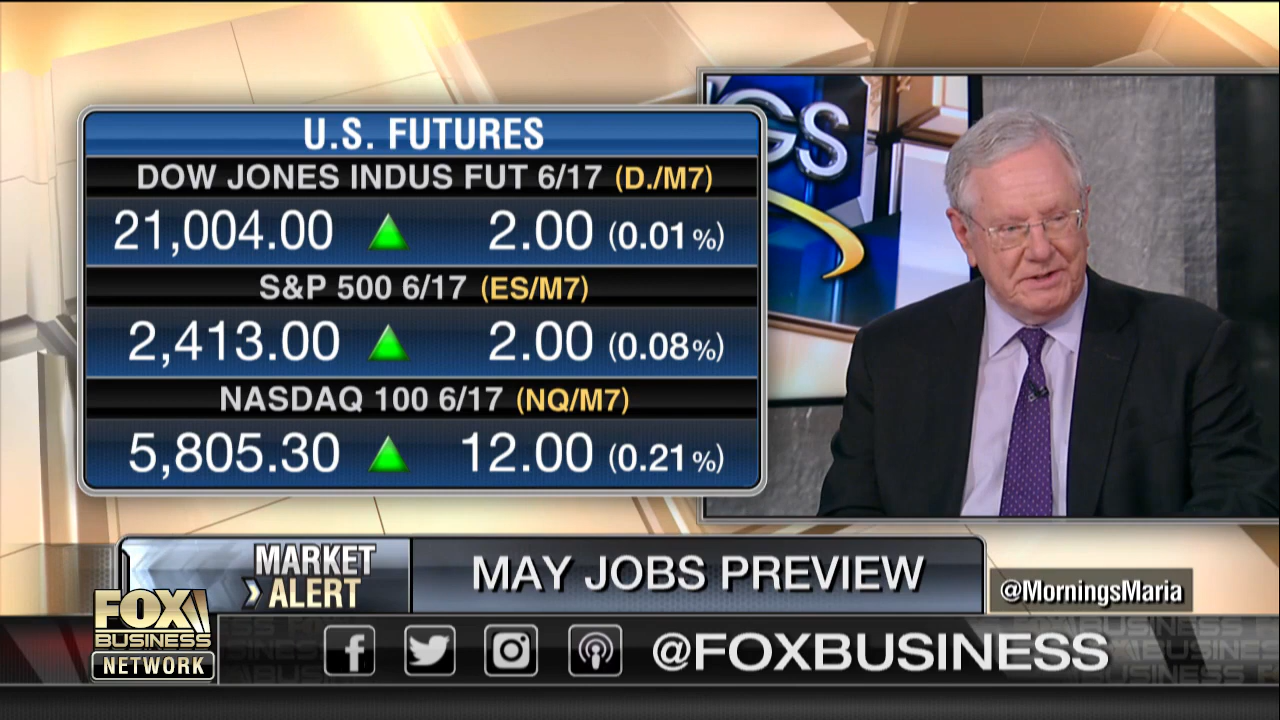 U.S. FUTURES
DOW JONES INDUS FUT 6/17 (D./M7)
21,004.00 2.00 (0.01%)
S&P 500 6/17 (ES/M7)
2,413.00 2.00 (0.08%)
NASDAQ 100 6/17 (NQ/M7)
5,805.30 12.00 (0.21%)
GS
MARKET
ALERT
MAY JOBS PREVIEW
@MorningsMaria
FOX
BUSINESS
NETWORK
@FOXBUSINESS